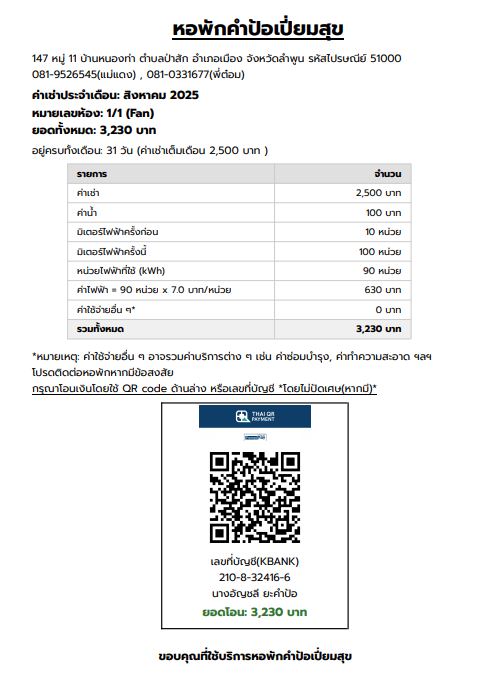 หอพักคำป้อเปี่ยมสุข
147 หมู่ 11 บ้านหนองท่า ตำบลป่าสัก อำเภอเมือง จังหวัดลำพูน รหัสไปรษณีย์ 51000
081-9526545(แม่แดง) , 081-0331677(พี่ต้อม)
ค่าเช่าประจำเดือน: สิงหาคม 2025
หมายเลขห้อง: 1/1 (Fan)
ยอดทั้งหมด: 3,230 บาท
อยู่ครบทั้งเดือน: 31 วัน (ค่าเช่าเต็มเดือน 2,500 บาท )
รายการ จำนวน
ค่าเช่า 2,500 บาท
ค่าน้ำ 100 บาท
มิเตอร์ไฟฟ้าครั้งก่อน 10 หน่วย
มิเตอร์ไฟฟ้าครั้งนี้ 100 หน่วย
หน่วยไฟฟ้าที่ใช้ (kWh) 90 หน่วย
ค่าไฟฟ้า = 90 หน่วย x 7.0 บาท/หน่วย 630 บาท
ค่าใช้จ่ายอื่น ๆ* 0 บาท
รวมทั้งหมด 3,230 บาท
*หมายเหตุ: ค่าใช้จ่ายอื่น ๆ อาจรวมค่าบริการต่าง ๆ เช่น ค่าซ่อมบำรุง, ค่าทำความสะอาด ฯลฯ
โปรดติดต่อหอพักหากมีข้อสงสัย
กรุณาโอนเงินโดยใช้ QR code ด้านล่าง หรือเลขที่บัญชี *โดยไม่ปัดเศษ(หากมี)*
THAI QR
PAYMENT
เลขที่บัญชี(KBANK)
210-8-32416-6
นางอัญชลี ยะคำป้อ
ยอดโอน: 3,230 บาท
ขอบคุณที่ใช้บริการหอพักคำป้อเปี่ยมสุข